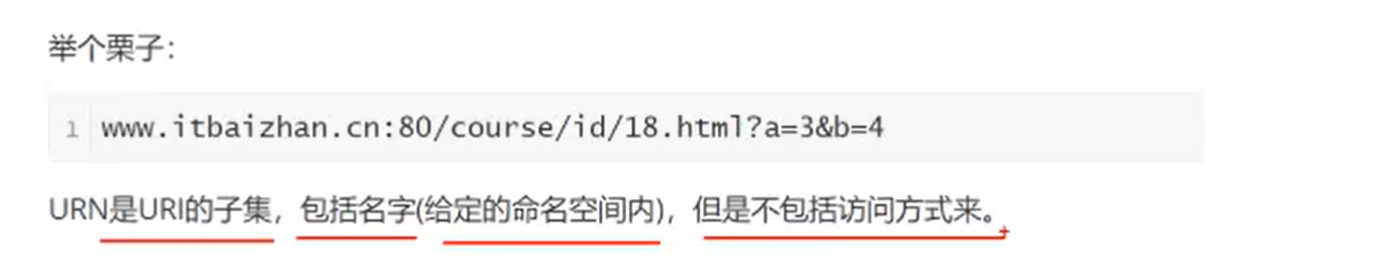 举个栗子：
1 www.itbaizhan.cn:80/course/id/18.html?a=3&b=4
URN是URI的子集，包括名字(给定的命名空间内)，但是不包括访问方式来。